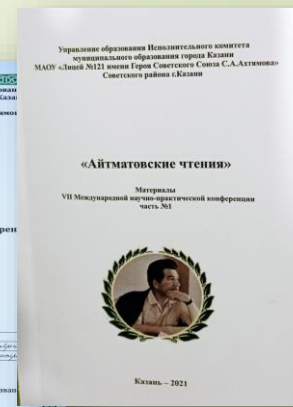 Управление образования Исполнительного комитета
муниципального образования города Казани
МАОУ «Лицей №121 имени Героя Советского Союза С.А.Ахтямова»
Советского района г.Казани
«Айтматовские чтения»
Материалы
VII Международной научно-практической конференции
часть №1
Казань – 2021